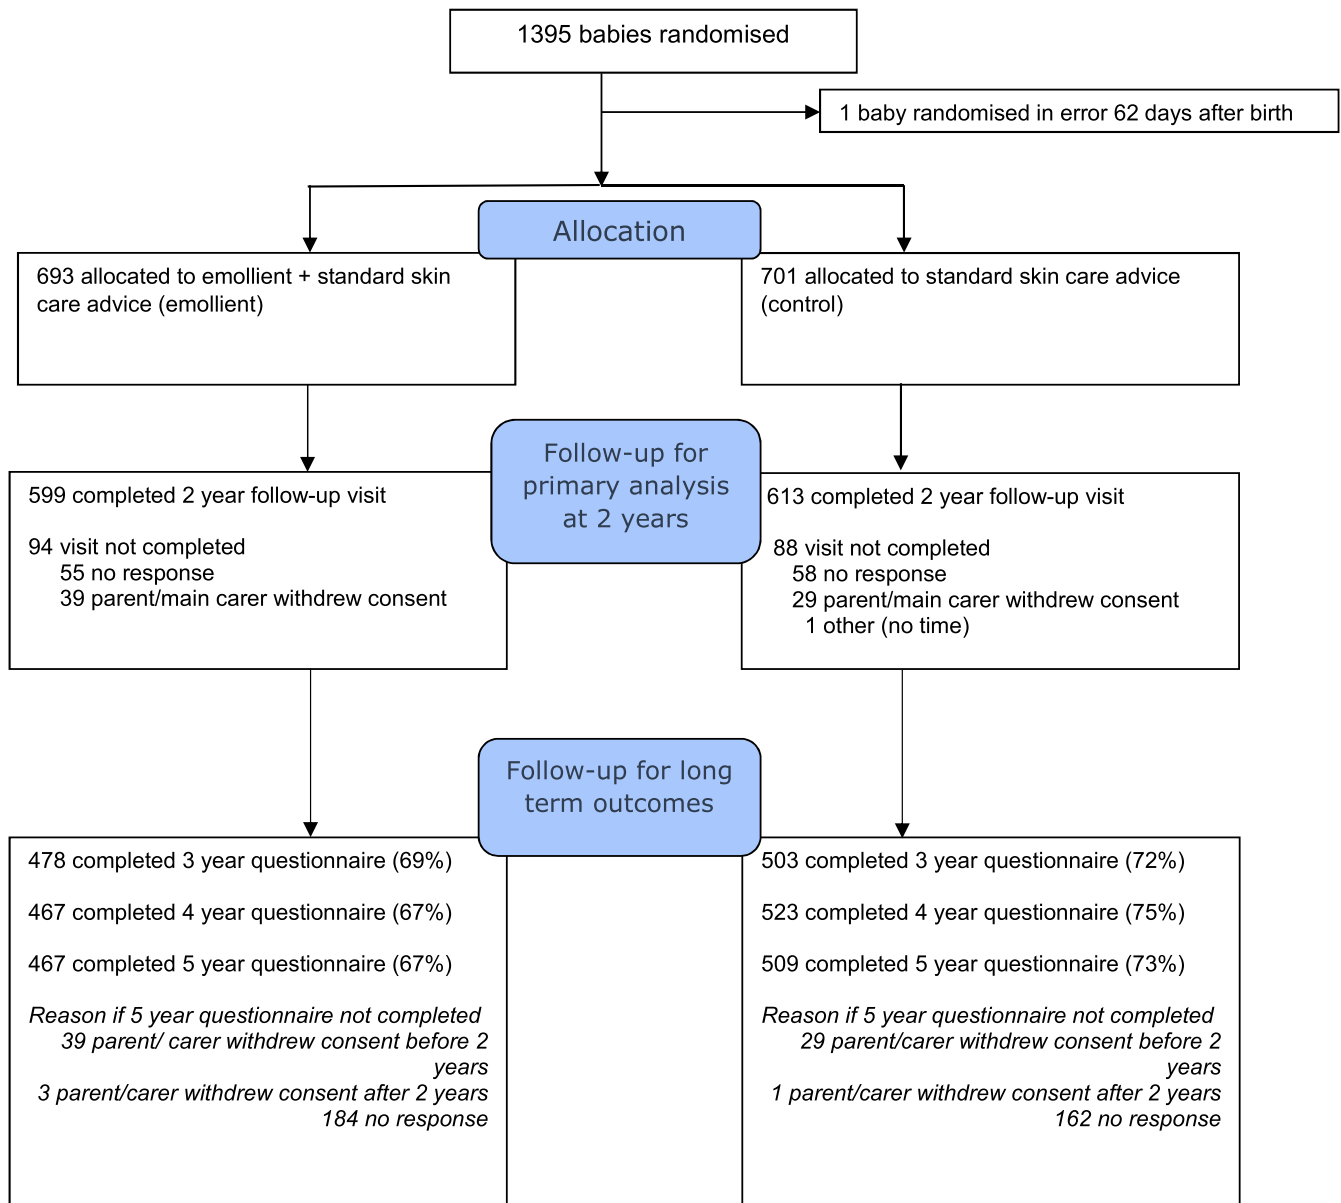 1395 babies randomised
1 baby randomised in error 62 days after birth
Allocation
693 allocated to emollient + standard skin
care advice (emollient)
701 allocated to standard skin care advice
(control)
Follow-up for
primary analysis
at 2 years
599 completed 2 year follow-up visit
94 visit not completed
55 no response
39 parent/main carer withdrew consent
613 completed 2 year follow-up visit
88 visit not completed
58 no response
29 parent/main carer withdrew consent
1 other (no time)
Follow-up for long
term outcomes
478 completed 3 year questionnaire (69%)
467 completed 4 year questionnaire (67%)
467 completed 5 year questionnaire (67%)
Reason if 5 year questionnaire not completed
39 parent/ carer withdrew consent before 2
years
3 parent/carer withdrew consent after 2 years
184 no response
503 completed 3 year questionnaire (72%)
523 completed 4 year questionnaire (75%)
509 completed 5 year questionnaire (73%)
Reason if 5 year questionnaire not completed
29 parent/carer withdrew consent before 2
years
1 parent/carer withdrew consent after 2 years
162 no response